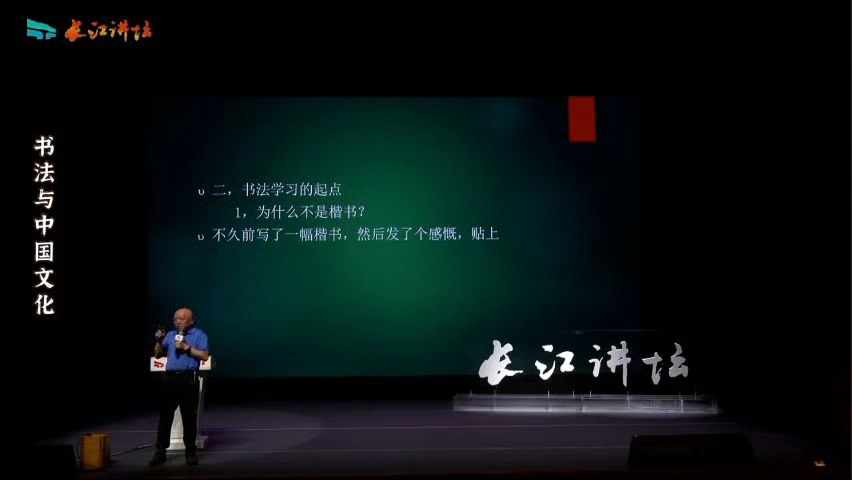 长江讲坛
书法与中国文化
υ 二，书法学习的起点
1，为什么不是楷书？
υ 不久前写了一幅楷书，然后发了个感慨，贴上
长江讲坛